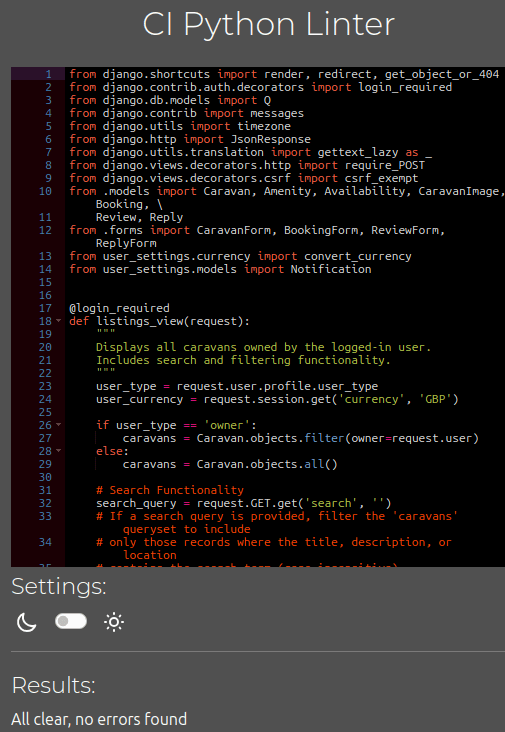 CI Python Linter
1 from django.shortcuts import render, redirect, get_object_or_404
2 from django.contrib.auth.decorators import login_required
3 from django.db.models import Q
4 from django.contrib import messages
5 from django.utils import timezone
6 from django.http import JsonResponse
7 from django.utils.translation import gettext_lazy as _
8 from django.views.decorators.http import require_POST
9 from django.views.decorators.csrf import csrf_exempt
10 from .models import Caravan, Amenity, Availability, CaravanImage,
Booking, \
11 Review, Reply
12 from .forms import CaravanForm, BookingForm, ReviewForm,
ReplyForm
13 from user_settings.currency import convert_currency
14 from user_settings.models import Notification
15
16
17 @login_required
18 def listings_view(request):
19 """
20 Displays all caravans owned by the logged-in user.
21 Includes search and filtering functionality.
22 """
23 user_type = request.user.profile.user_type
24 user_currency = request.session.get('currency', 'GBP')
25
26 if user_type == 'owner':
27 caravans = Caravan.objects.filter(owner=request.user)
28 else:
29 caravans = Caravan.objects.all()
30
31 # Search Functionality
32 search_query = request.GET.get('search', '')
33 # If a search query is provided, filter the 'caravans'
queryset to include
34 # only those records where the title, description, or
location
35 # contains the search term (case-insensitive)
Settings:
Results:
All clear, no errors found